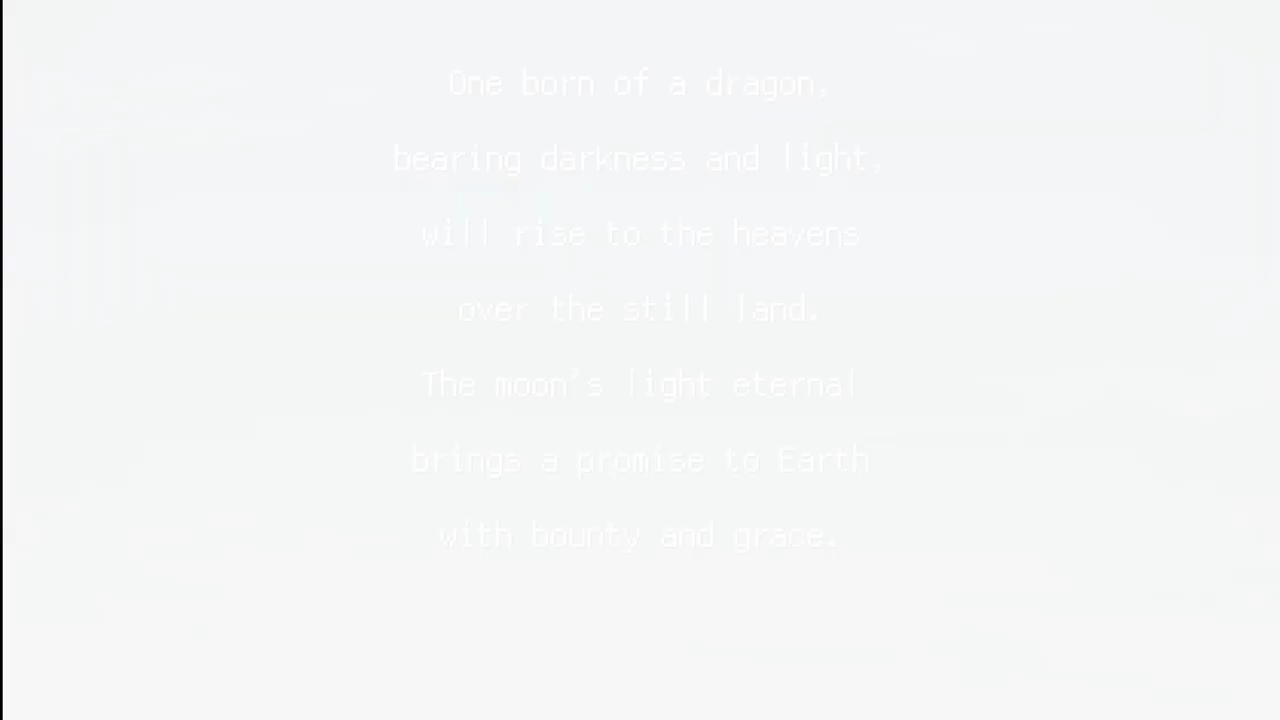 One born of a dragon,
bearing darkness and light,
will rise to the heavens
over the still land.
The moon's light eternal
brings a promise to Earth
with bounty and grace.